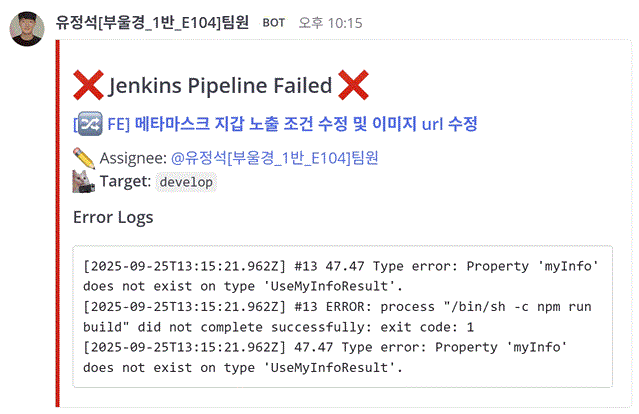 유정석[부울경_1반_E104]팀원 BOT 오후 10:15
❌ Jenkins Pipeline Failed ❌
[🔀 FE] 메타마스크 지갑 노출 조건 수정 및 이미지 url 수정
✏️ Assignee: @유정석[부울경_1반_E104]팀원
Target: develop
Error Logs
[2025-09-25T13:15:21.962Z] #13 47.47 Type error: Property 'myInfo'
does not exist on type 'UseMyInfoResult'.
[2025-09-25T13:15:21.962Z] #13 ERROR: process "/bin/sh -c npm run
build" did not complete successfully: exit code: 1
[2025-09-25T13:15:21.962Z] 47.47 Type error: Property 'myInfo'
does not exist on type 'UseMyInfoResult'.